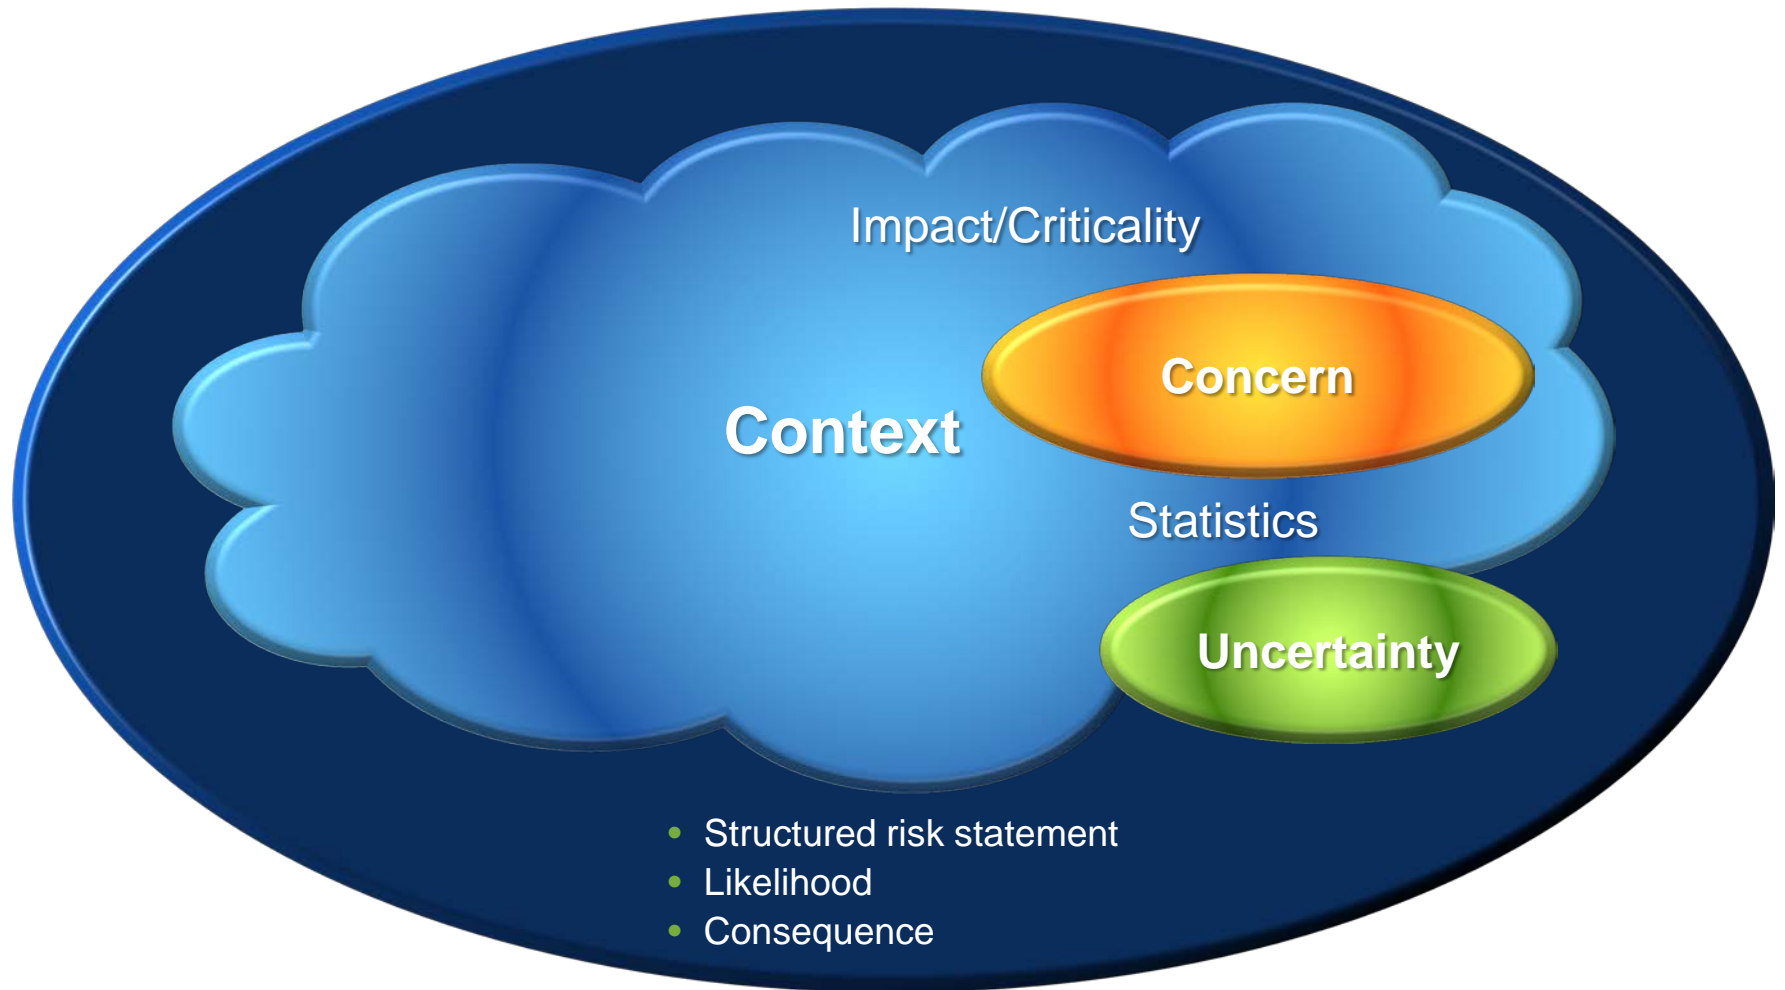 Impact/Criticality
Concern
Context
Statistics
Uncertainty
• Structured risk statement
• Likelihood
• Consequence